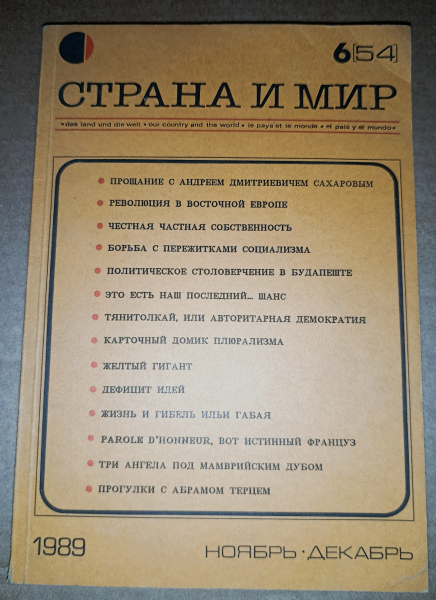 6[54]
СТРАНА И МИР
•das land und die welt • our country and the world • le pays et le monde • el país y el mundo•
• ПРОЩАНИЕ С АНДРЕЕМ ДМИТРИЕВИЧЕМ САХАРОВЫМ
• РЕВОЛЮЦИЯ В ВОСТОЧНОЙ ЕВРОПЕ
• ЧЕСТНАЯ ЧАСТНАЯ СОБСТВЕННОСТЬ
• БОРЬБА С ПЕРЕЖИТКАМИ СОЦИАЛИЗМА
• ПОЛИТИЧЕСКОЕ СТОЛОВЕРЧЕНИЕ В БУДАПЕШТЕ
• ЭТО ЕСТЬ НАШ ПОСЛЕДНИЙ... ШАНС
• ТЯНИТОЛКАЙ, ИЛИ АВТОРИТАРНАЯ ДЕМОКРАТИЯ
• КАРТОЧНЫЙ ДОМИК ПЛЮРАЛИЗМА
• ЖЕЛТЫЙ ГИГАНТ
• ДЕФИЦИТ ИДЕЙ
• ЖИЗНЬ И ГИБЕЛЬ ИЛЬИ ГАБАЯ
• PAROLE D'HONNEUR, ВОТ ИСТИННЫЙ ФРАНЦУЗ
• ТРИ АНГЕЛА ПОД МАМВРИЙСКИМ ДУБОМ
• ПРОГУЛКИ С АБРАМОМ ТЕРЦЕМ
1989 НОЯБРЬ·ДЕКАБРЬ